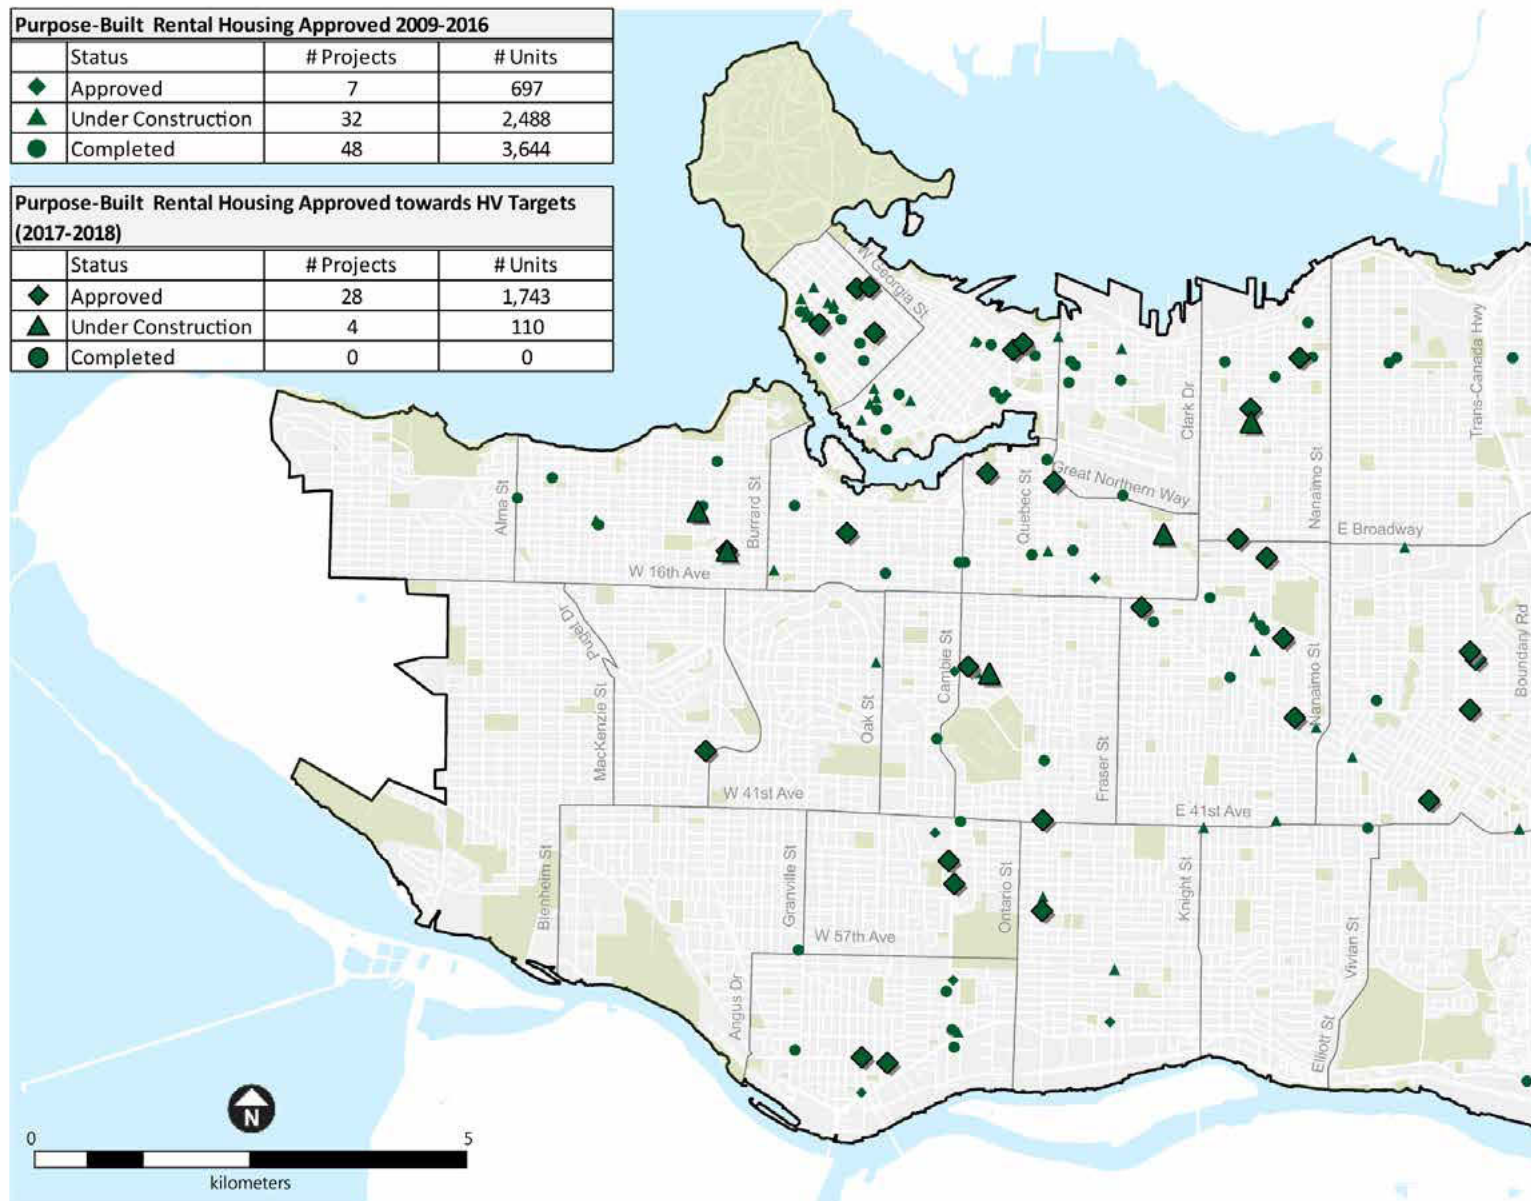 Purpose-Built Rental Housing Approved 2009-2016
Status # Projects # Units
Approved 7 697
Under Construction 32 2,488
Completed 48 3,644
Purpose-Built Rental Housing Approved towards HV Targets
(2017-2018)
Status # Projects # Units
Approved 28 1,743
Under Construction 4 110
Completed 0 0
W Georgia St
Trans-Canada Hwy
Clark Dr
Nanaimo St
Alma St
Burrard St
Quebec St
Great Northern Way
E Broadway
W 16th Ave
Puget Dr
MacKenzie St
Oak St
Cambie St
Fraser St
Nanaimo St
Boundary Rd
W 41st Ave
E 41st Ave
Blenheim St
Granville St
Ontario St
Knight St
W 57th Ave
Vivian St
Angus Dr
Elliott St
N
0 5
kilometers